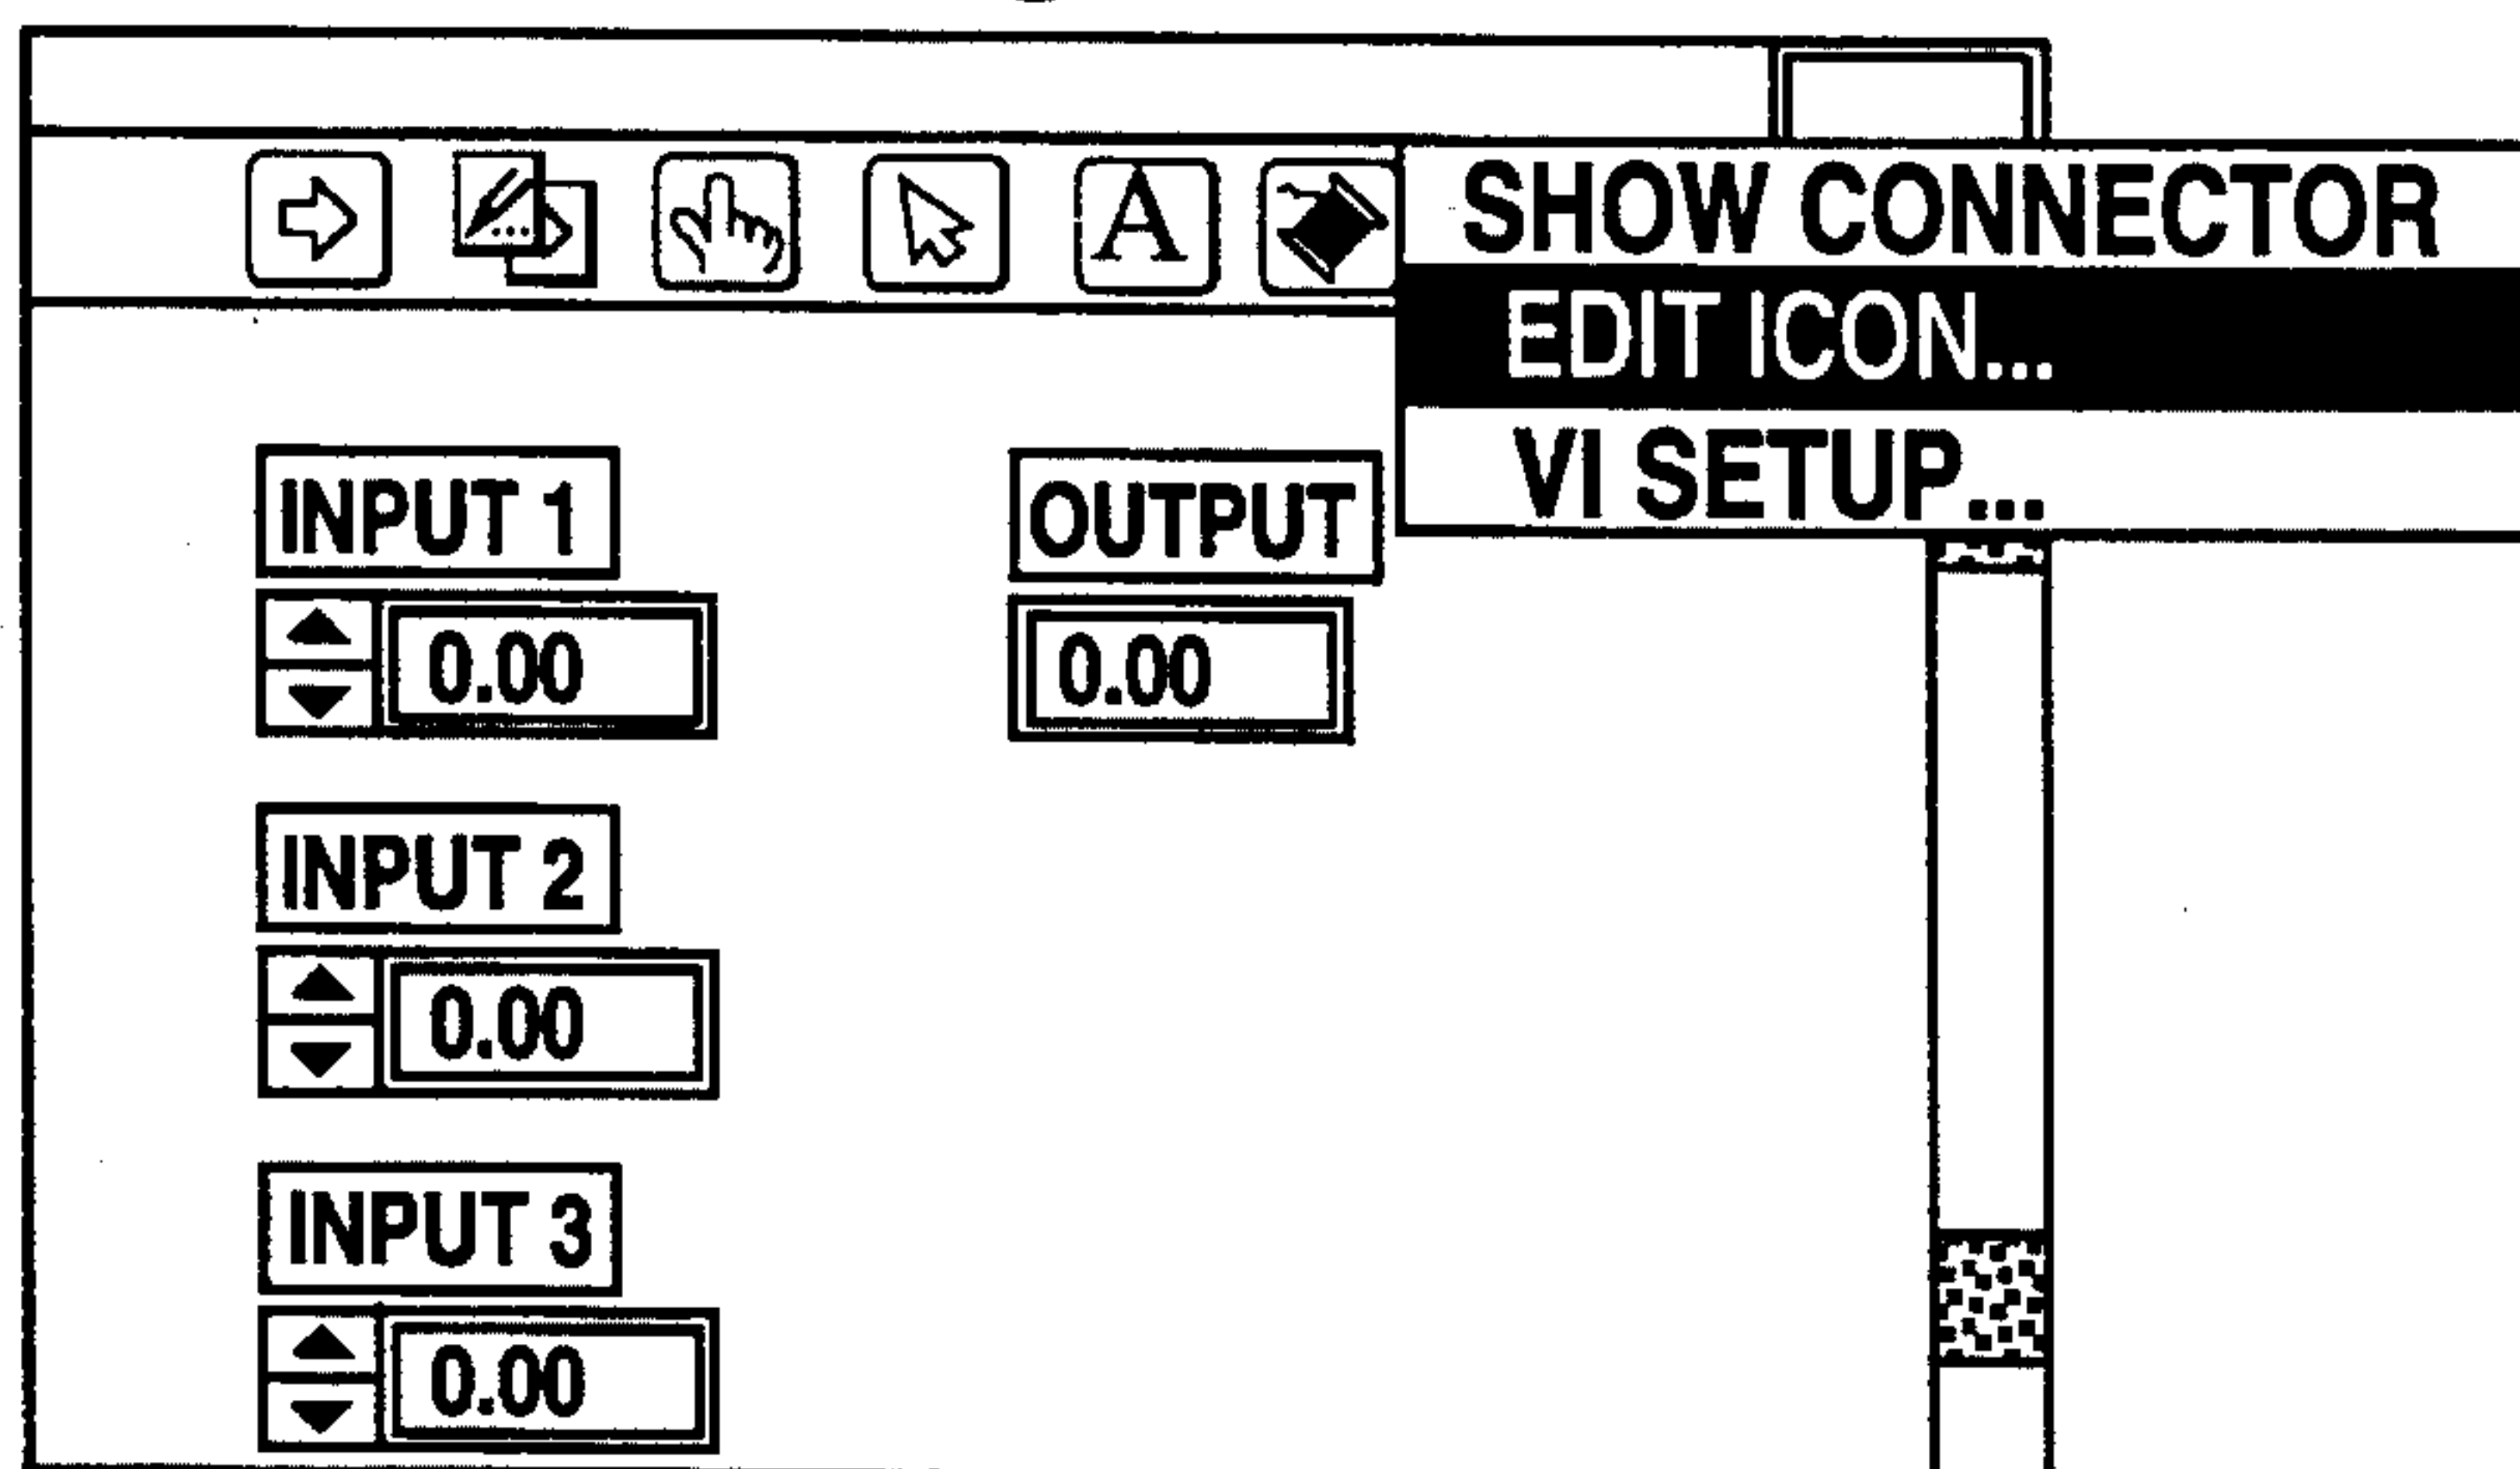 A
SHOW CONNECTOR
EDIT ICON...
VI SETUP...
INPUT 1
OUTPUT
0.00
0.00
INPUT 2
0.00
INPUT 3
0.00